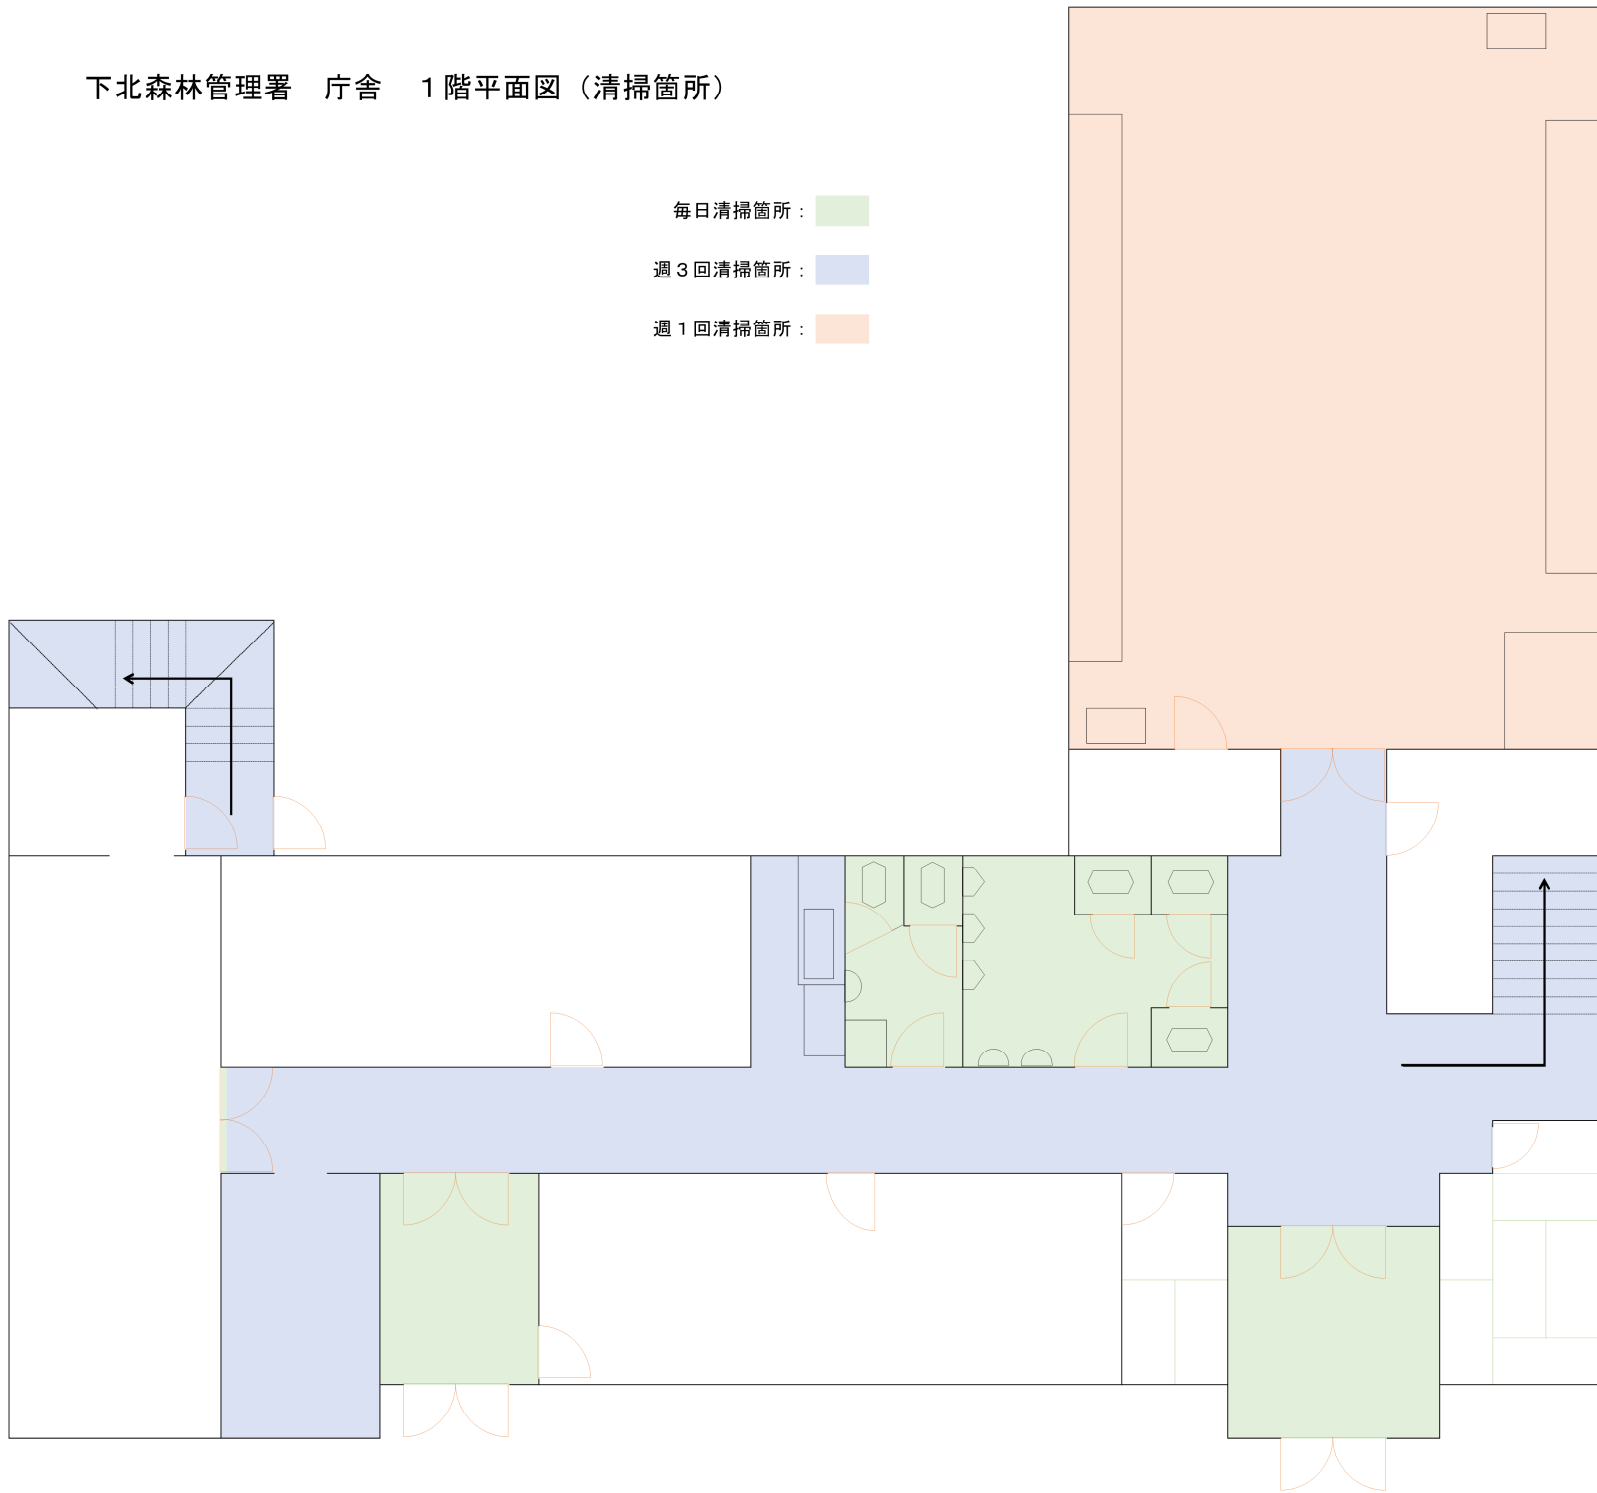 下北森林管理署　庁舎　１階平面図（清掃箇所）
毎日清掃箇所：
週３回清掃箇所：
週１回清掃箇所：